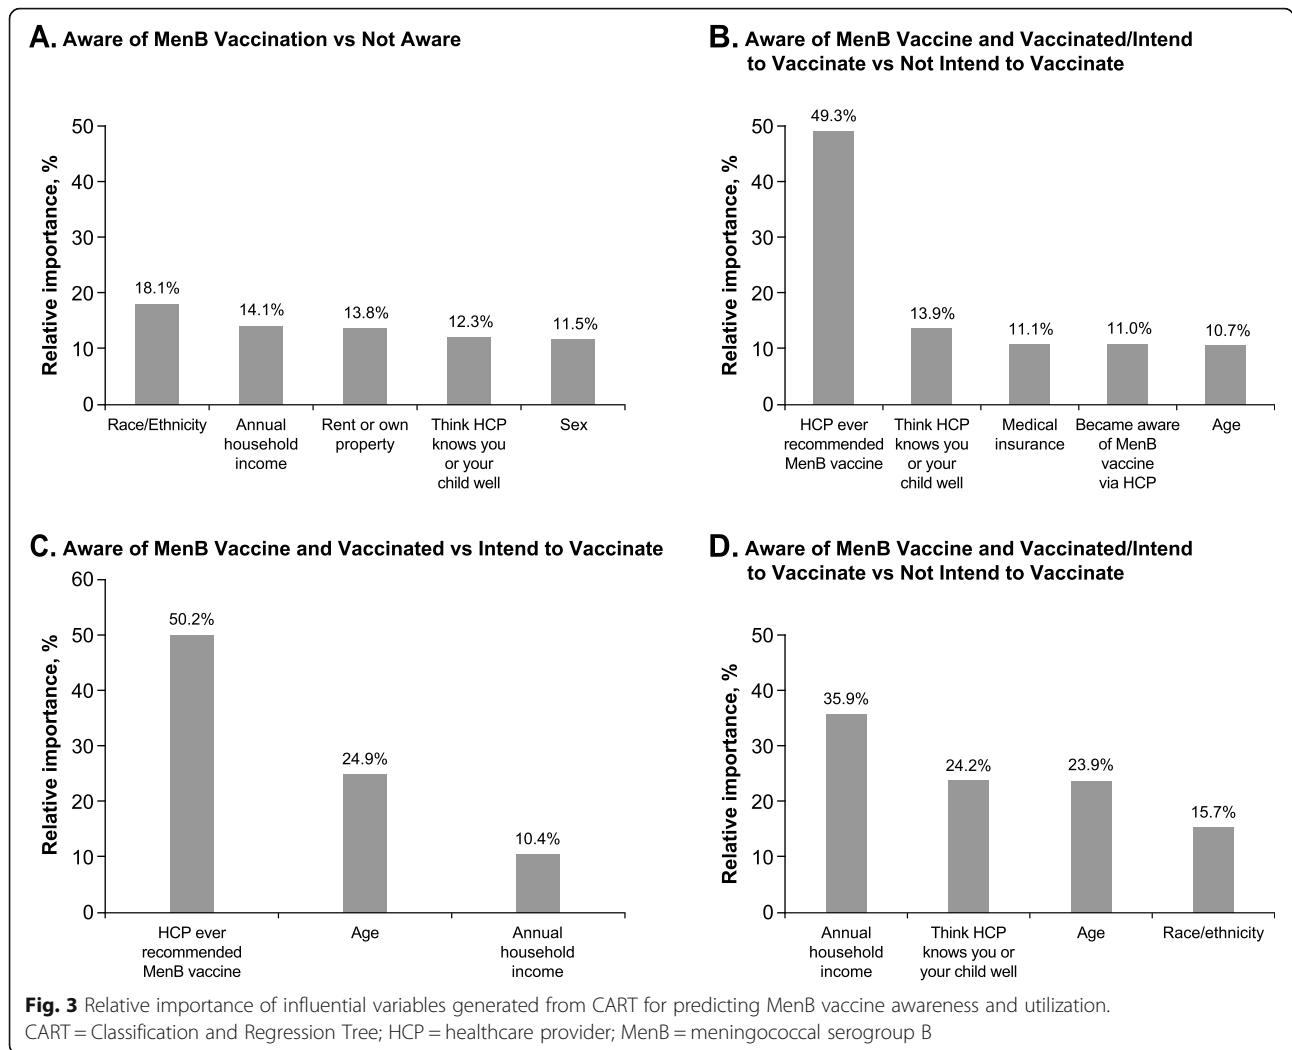 A. Aware of MenB Vaccination vs Not Aware
Relative importance, %
50
40
30
20
10
0
18.1%
14.1%
13.8%
12.3%
11.5%
Race/Ethnicity
Annual
household
income
Rent or own
property
Think HCP
knows you
or your
child well
Sex
B. Aware of MenB Vaccine and Vaccinated/Intend
to Vaccinate vs Not Intend to Vaccinate
Relative importance, %
50
40
30
20
10
0
49.3%
13.9%
11.1%
11.0%
10.7%
HCP ever
recommended
MenB vaccine
Think HCP
knows you
or your
child well
Medical
insurance
Became aware
of MenB
vaccine
via HCP
Age
C. Aware of MenB Vaccine and Vaccinated vs Intend to Vaccinate
Relative importance, %
60
50
40
30
20
10
0
50.2%
24.9%
10.4%
HCP ever
recommended
MenB vaccine
Age
Annual
household
income
D. Aware of MenB Vaccine and Vaccinated/Intend
to Vaccinate vs Not Intend to Vaccinate
Relative importance, %
50
40
30
20
10
0
35.9%
24.2%
23.9%
15.7%
Annual
household
income
Think HCP
knows you or
your child well
Age
Race/ethnicity
Fig. 3 Relative importance of influential variables generated from CART for predicting MenB vaccine awareness and utilization.
CART = Classification and Regression Tree; HCP = healthcare provider; MenB = meningococcal serogroup B